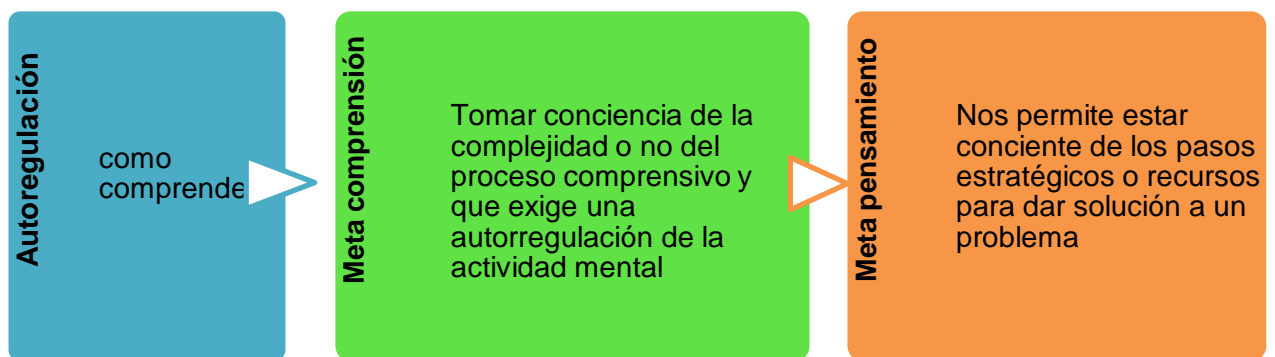 Autoregulación
como
comprende
Meta comprensión
Tomar conciencia de la
complejidad o no del
proceso comprensivo y
que exige una
autorregulación de la
actividad mental
Meta pensamiento
Nos permite estar
conciente de los pasos
estratégicos o recursos
para dar solución a un
problema